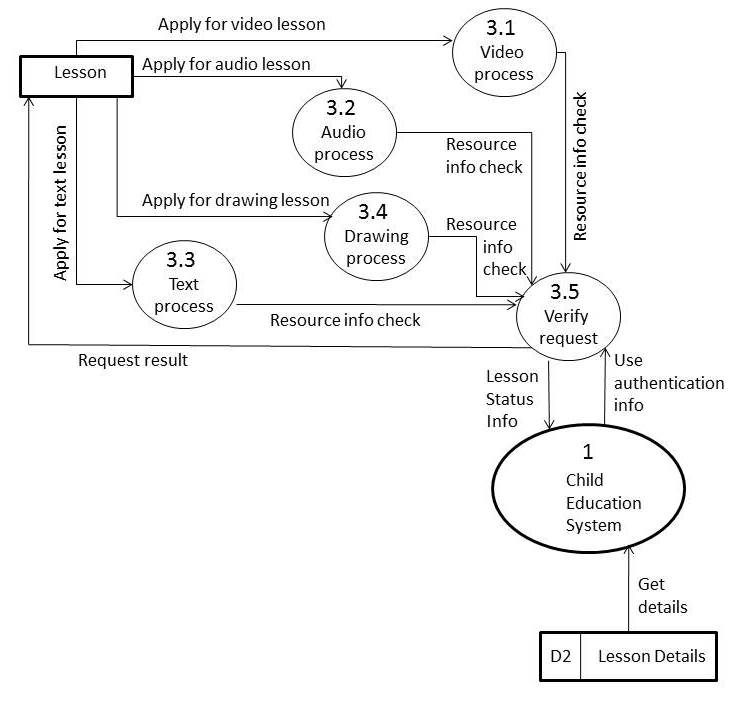 Apply for video lesson
3.1
Video
process
Lesson
Apply for audio lesson
3.2
Audio
process
Resource
info check
Resource info check
Apply for text lesson
Apply for drawing lesson
3.4
Drawing
process
Resource
info
check
3.3
Text
process
Resource info check
3.5
Verify
request
Request result
Lesson
Status
Info
Use
authentication
info
1
Child
Education
System
Get
details
D2
Lesson Details